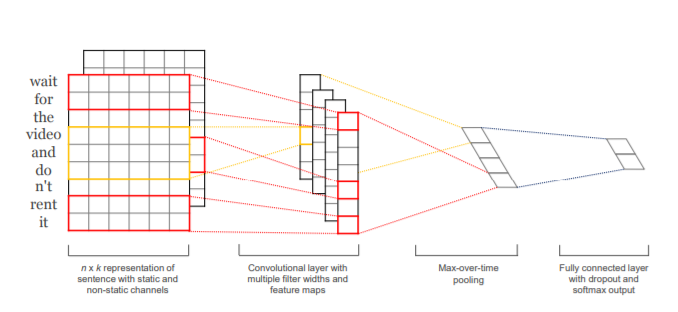 wait
for
the
video
and
do
n't
rent
it
n x k representation of
sentence with static and
non-static channels
Convolutional layer with
multiple filter widths and
feature maps
Max-over-time
pooling
Fully connected layer
with dropout and
softmax output